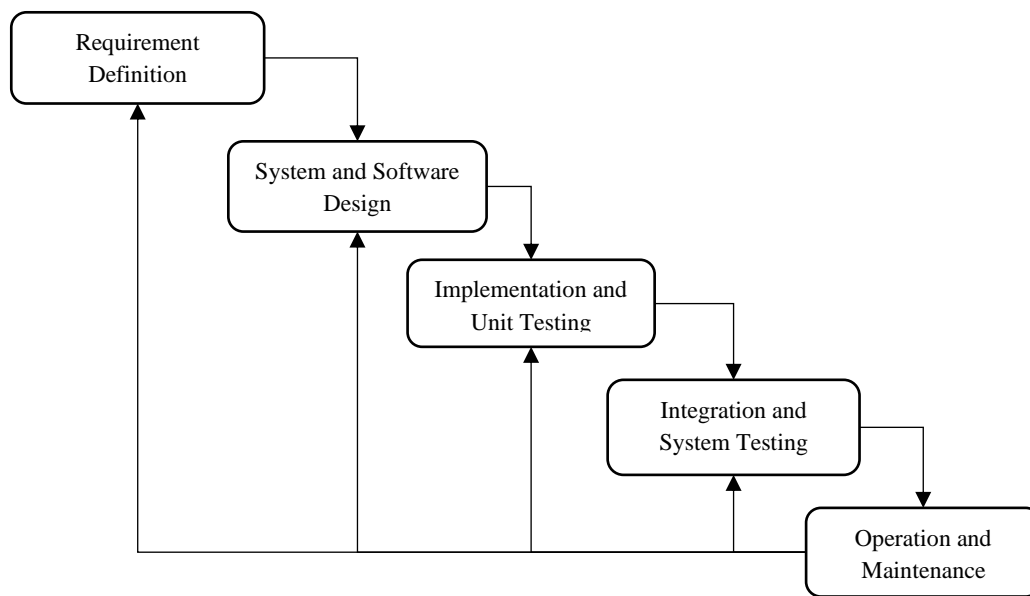 Requirement
Definition
System and Software
Design
Implementation and
Unit Testing
Integration and
System Testing
Operation and
Maintenance